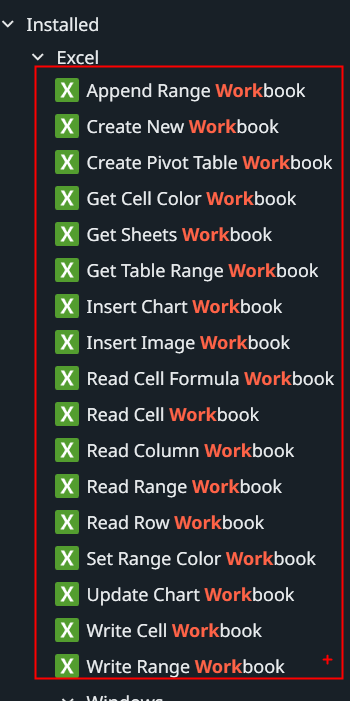 Installed
Excel
X Append Range Workbook
X Create New Workbook
X Create Pivot Table Workbook
X Get Cell Color Workbook
X Get Sheets Workbook
X Get Table Range Workbook
X Insert Chart Workbook
X Insert Image Workbook
X Read Cell Formula Workbook
X Read Cell Workbook
X Read Column Workbook
X Read Range Workbook
X Read Row Workbook
X Set Range Color Workbook
X Update Chart Workbook
X Write Cell Workbook
X Write Range Workbook +
Windows